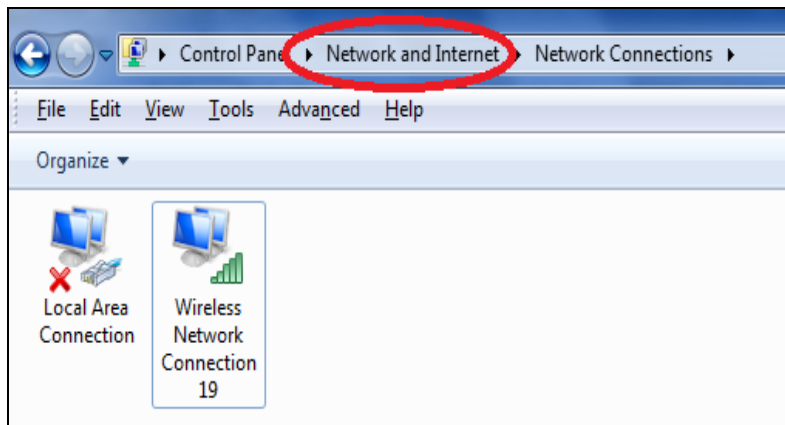 Control Panel Network and Internet Network Connections
File Edit View Tools Advanced Help
Organize
Local Area
Connection
Wireless
Network
Connection
19